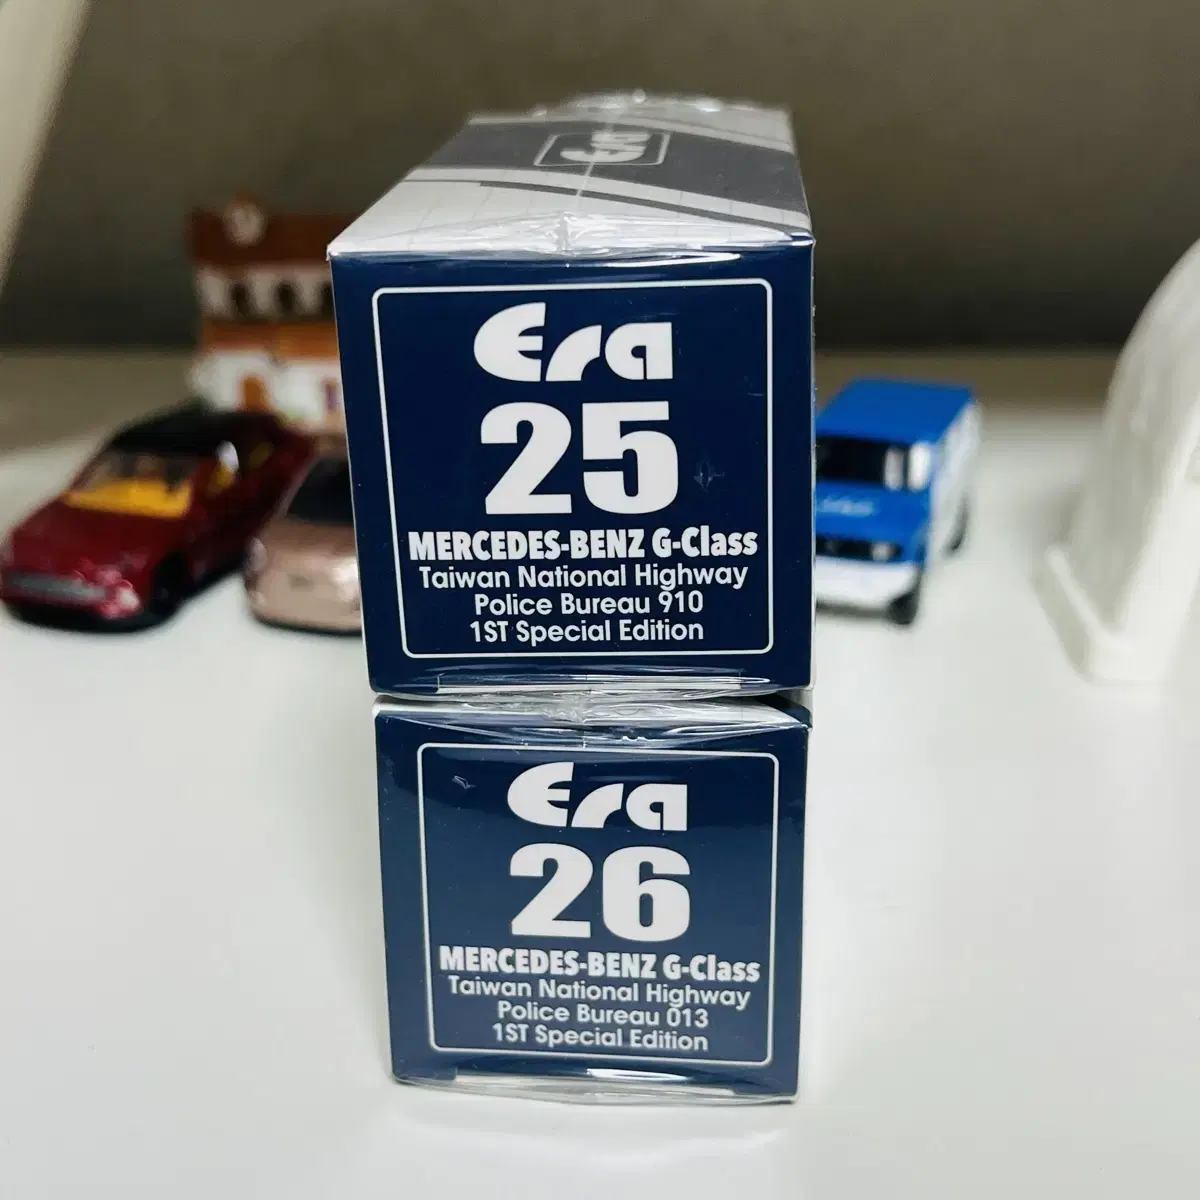 Era
Era
25
MERCEDES-BENZ G-Class
Taiwan National Highway
Police Bureau 910
1ST Special Edition
Era
26
MERCEDES-BENZ G-Class
Taiwan National Highway
Police Bureau 013
1ST Special Edition